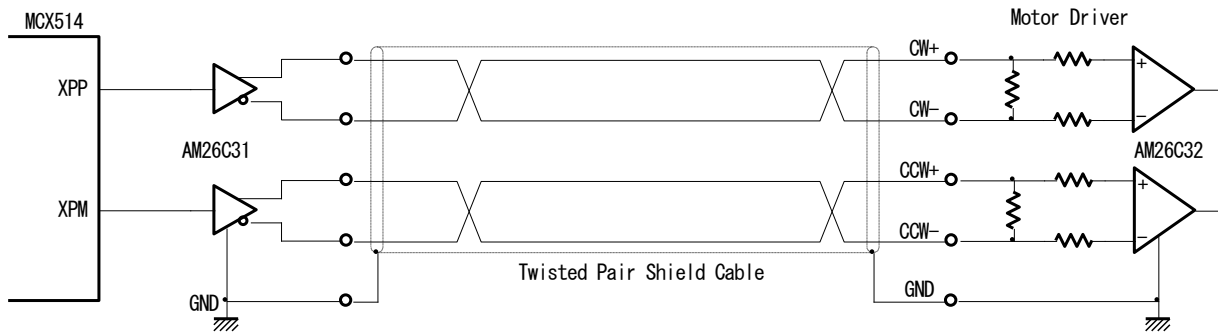 MCX514
Motor Driver
XPP
CW+
+
CW-
-
AM26C31
AM26C32
XPM
CCW+
+
CCW-
-
Twisted Pair Shield Cable
GND
GND